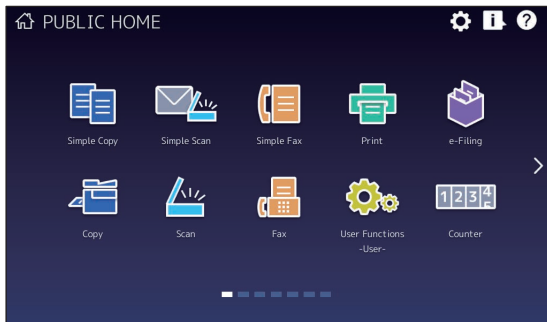 PUBLIC HOME
Simple Copy
Simple Scan
Simple Fax
Print
e-Filing
Copy
Scan
Fax
User Functions
-User-
Counter